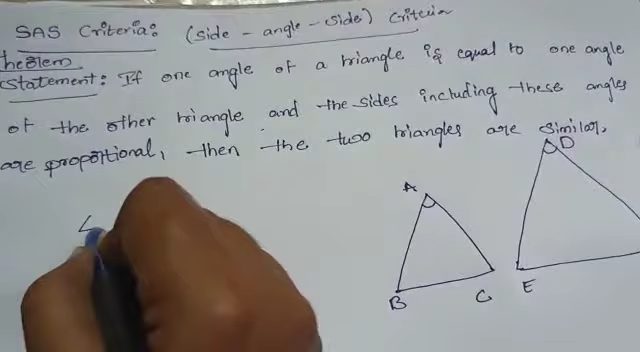 SAS Criteria: (side - angle - side) Criteria
heorem
statement: If one angle of a triangle is equal to one angle
of the other triangle and the sides including these angles
are proportional, then the two triangles are similar.
A
D
B
C
E